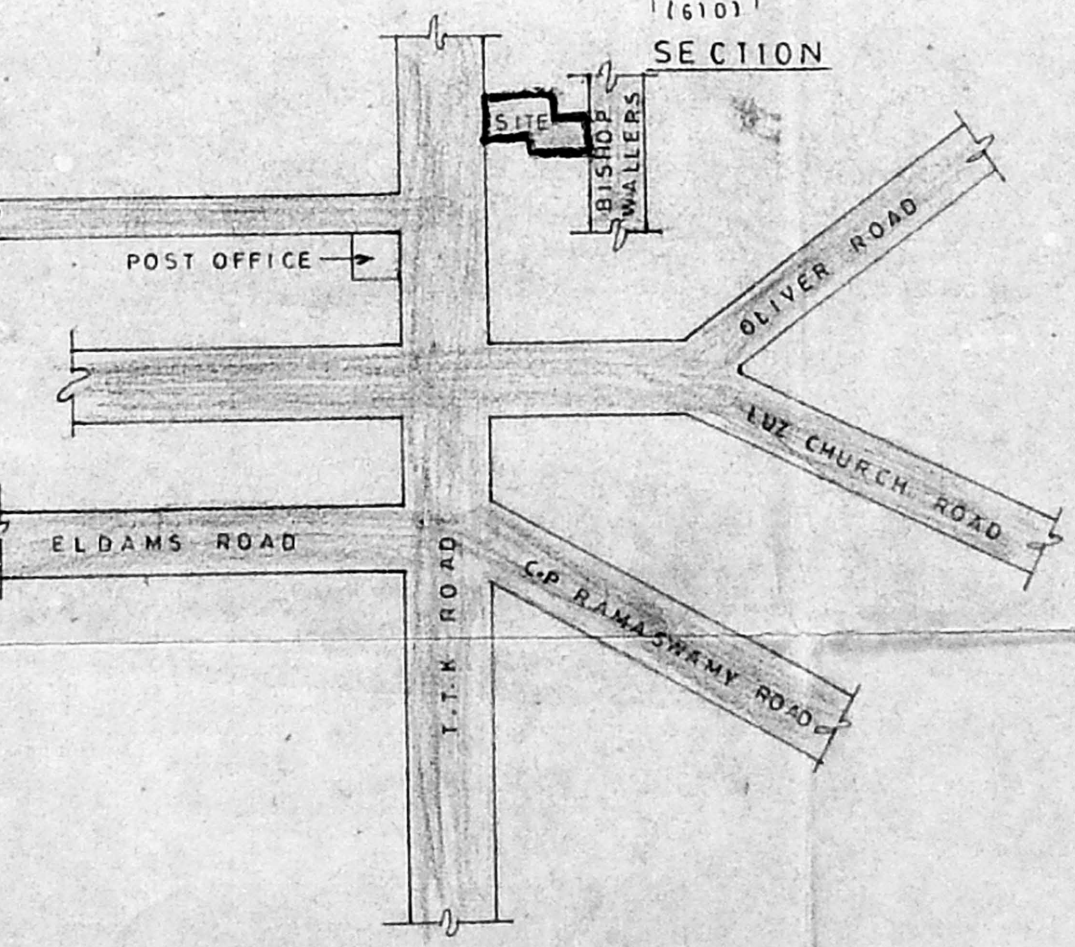 (610)
SECTION
SITE
BISHOP
WALLERS
POST OFFICE
OLIVER ROAD
LUZ CHURCH ROAD
ELDAMS ROAD
C.P RAMASWAMY ROAD
T.T.K ROAD